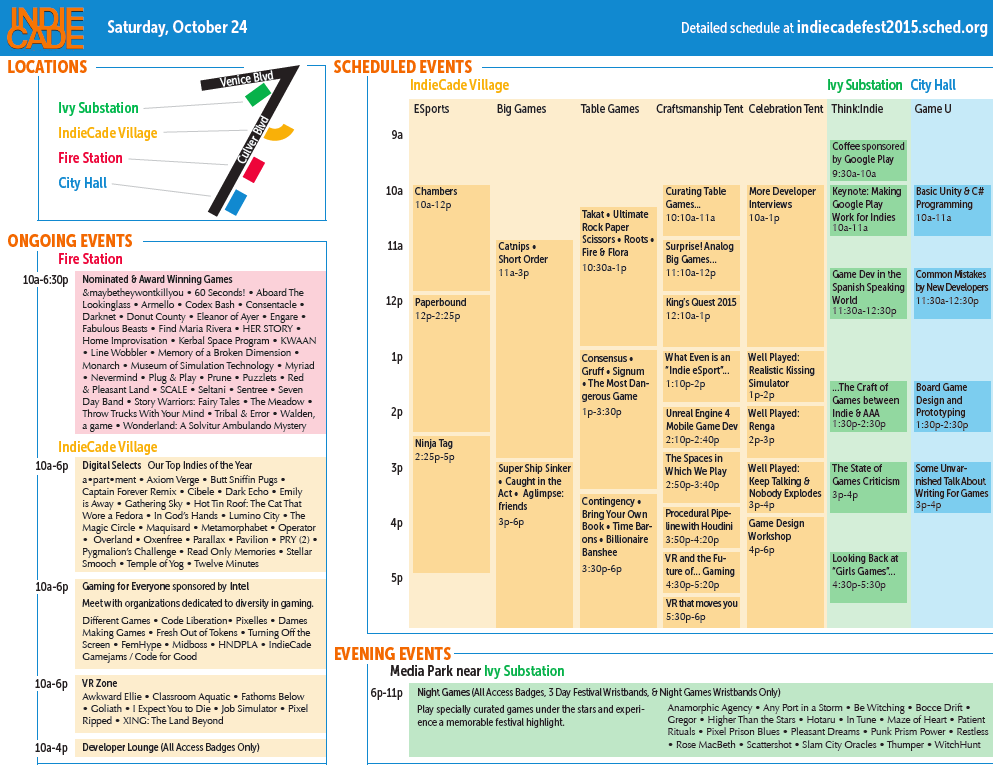 INDIE
CADE
Saturday, October 24
Detailed schedule at indiecadefest2015.sched.org
LOCATIONS
Venice Blvd
Culver Blvd
Ivy Substation
IndieCade Village
Fire Station
City Hall
ONGOING EVENTS
Fire Station
10a-6:30p
Nominated & Award Winning Games
&maybetheywontkillyou • 60 Seconds! • Aboard The
Lookinglass • Armello • Codex Bash • Consentacle •
Darknet • Donut County • Eleanor of Ayer • Engare •
Fabulous Beasts • Find Maria Rivera • HER STORY •
Home Improvisation • Kerbal Space Program • KWAAN
• Line Wobbler • Memory of a Broken Dimension •
Monarch • Museum of Simulation Technology • Myriad
• Nevermind • Plug & Play • Prune • Puzzlets • Red
& Pleasant Land • SCALE • Seltani • Sentree • Seven
Day Band • Story Warriors: Fairy Tales • The Meadow •
Throw Trucks With Your Mind • Tribal & Error • Walden,
a game • Wonderland: A Solvitur Ambulando Mystery
IndieCade Village
10a-6p
Digital Selects Our Top Indies of the Year
a•part•ment • Axiom Verge • Butt Sniffin Pugs •
Captain Forever Remix • Cibele • Dark Echo • Emily
is Away • Gathering Sky • Hot Tin Roof: The Cat That
Wore a Fedora • In God's Hands • Lumino City • The
Magic Circle • Maquisard • Metamorphabet • Operator
• Overland • Oxenfree • Parallax • Pavilion • PRY (2) •
Pygmalion's Challenge • Read Only Memories • Stellar
Smooch • Temple of Yog • Twelve Minutes
10a-6p
Gaming for Everyone sponsored by Intel
Meet with organizations dedicated to diversity in gaming.
Different Games • Code Liberation• Pixelles • Dames
Making Games • Fresh Out of Tokens • Turning Off the
Screen • FemHype • Midboss • HNDPLA • IndieCade
Gamejams / Code for Good
10a-6p
VR Zone
Awkward Ellie • Classroom Aquatic • Fathoms Below
• Goliath • I Expect You to Die • Job Simulator • Pixel
Ripped • XING: The Land Beyond
10a-4p
Developer Lounge (All Access Badges Only)
SCHEDULED EVENTS
IndieCade Village
Ivy Substation
City Hall
ESports
Big Games
Table Games
Craftsmanship Tent
Celebration Tent
Think:Indie
Game U
9a
10a
11a
12p
1p
2p
3p
4p
5p
Chambers
10a-12p
Paperbound
12p-2:25p
Ninja Tag
2:25p-5p
Catnips •
Short Order
11a-3p
Super Ship Sinker
• Caught in the
Act • Aglimpse:
friends
3p-6p
Takat • Ultimate
Rock Paper
Scissors • Roots •
Fire & Flora
10:30a-1p
Consensus •
Gruff • Signum
• The Most Dan-
gerous Game
1p-3:30p
Contingency •
Bring Your Own
Book • Time Bar-
ons • Billionaire
Banshee
3:30p-6p
Curating Table
Games...
10:10a-11a
Surprise! Analog
Big Games...
11:10a-12p
King's Quest 2015
12:10a-1p
What Even is an
"Indie eSport"...
1:10p-2p
Unreal Engine 4
Mobile Game Dev
2:10p-2:40p
The Spaces in
Which We Play
2:50p-3:40p
Procedural Pipe-
line with Houdini
3:50p-4:20p
VR and the Fu-
ture of... Gaming
4:30p-5:20p
VR that moves you
5:30p-6p
More Developer
Interviews
10a-1p
Well Played:
Realistic Kissing
Simulator
1p-2p
Well Played:
Renga
2p-3p
Well Played:
Keep Talking &
Nobody Explodes
3p-4p
Game Design
Workshop
4p-6p
Coffee sponsored
by Google Play
9:30a-10a
Keynote: Making
Google Play
Work for Indies
10a-11a
Game Dev in the
Spanish Speaking
World
11:30a-12:30p
...The Craft of
Games between
Indie & AAA
1:30p-2:30p
The State of
Games Criticism
3p-4p
Looking Back at
"Girls Games"...
4:30p-5:30p
Basic Unity & C#
Programming
10a-11a
Common Mistakes
by New Developers
11:30a-12:30p
Board Game
Design and
Prototyping
1:30p-2:30p
Some Unvar-
nished Talk About
Writing For Games
3p-4p
EVENING EVENTS
Media Park near Ivy Substation
6p-11p
Night Games (All Access Badges, 3 Day Festival Wristbands, & Night Games Wristbands Only)
Play specially curated games under the stars and experi-
ence a memorable festival highlight.
Anamorphic Agency • Any Port in a Storm • Be Witching • Bocce Drift •
Gregor • Higher Than the Stars • Hotaru • In Tune • Maze of Heart • Patient
Rituals • Pixel Prison Blues • Pleasant Dreams • Punk Prism Power • Restless
• Rose MacBeth • Scattershot • Slam City Oracles • Thumper • WitchHunt